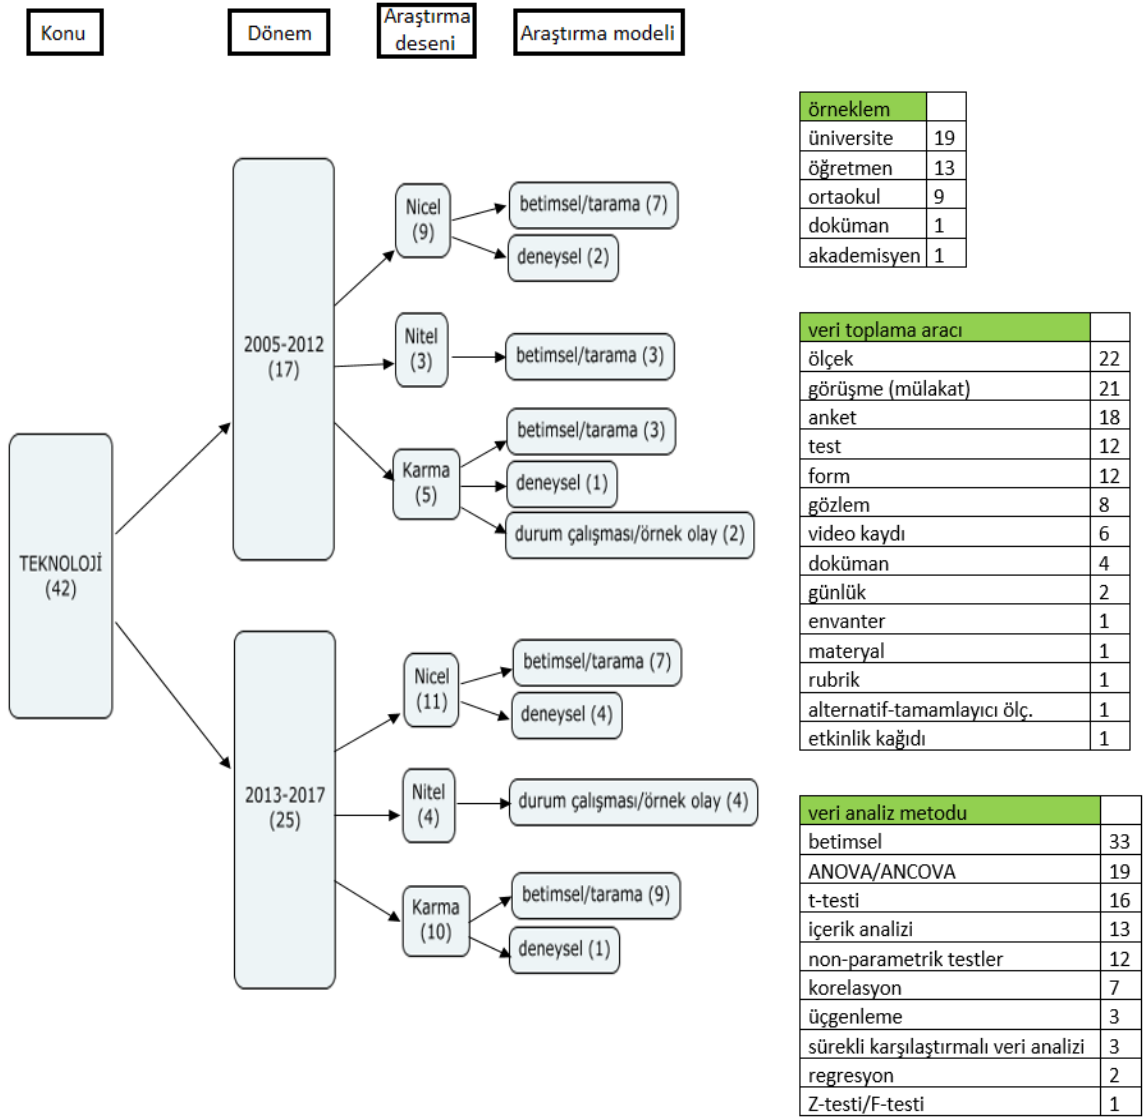 Konu
Dönem
Araştırma
deseni
Araştırma modeli
TEKNOLOJİ
(42)
2005-2012
(17)
Nicel
(9)
betimsel/tarama (7)
deneysel (2)
Nitel
(3)
betimsel/tarama (3)
Karma
(5)
betimsel/tarama (3)
deneysel (1)
durum çalışması/örnek olay (2)
2013-2017
(25)
Nicel
(11)
betimsel/tarama (7)
deneysel (4)
Nitel
(4)
durum çalışması/örnek olay (4)
Karma
(10)
betimsel/tarama (9)
deneysel (1)
örneklem
üniversite 19
öğretmen 13
ortaokul 9
doküman 1
akademisyen 1
veri toplama aracı
ölçek 22
görüşme (mülakat) 21
anket 18
test 12
form 12
gözlem 8
video kaydı 6
doküman 4
günlük 2
envanter 1
materyal 1
rubrik 1
alternatif-tamamlayıcı ölç. 1
etkinlik kağıdı 1
veri analiz metodu
betimsel 33
ANOVA/ANCOVA 19
t-testi 16
içerik analizi 13
non-parametrik testler 12
korelasyon 7
üçgenleme 3
sürekli karşılaştırmalı veri analizi 3
regresyon 2
Z-testi/F-testi 1